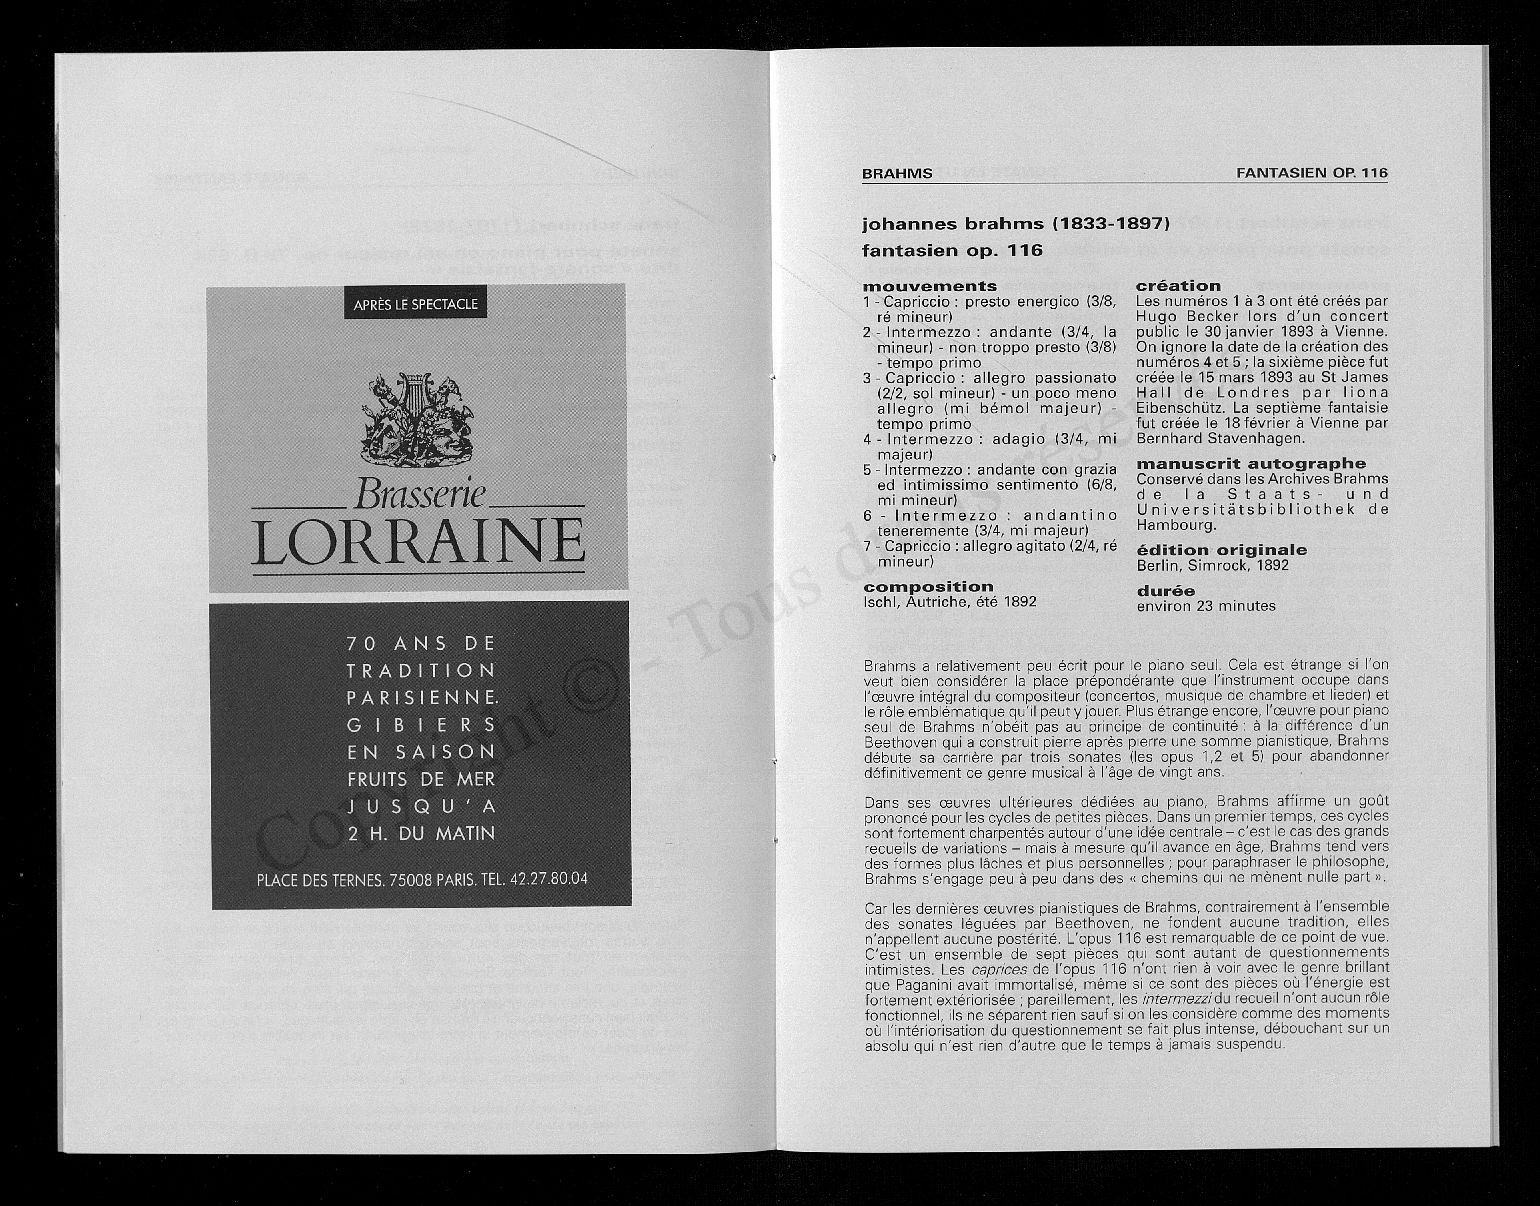 APRÈS LE SPECTACLE
Brasserie
LORRAINE
70 ANS DE
TRADITION
PARISIENNE.
GIBIERS
EN SAISON
FRUITS DE MER
JUSQU'A
2 H. DU MATIN
PLACE DES TERNES. 75008 PARIS. TEL. 42.27.80.04
Copyright © - Tous droits réservés
BRAHMS FANTASIEN OP. 116
johannes brahms (1833-1897)
fantasien op. 116
mouvements
1 - Capriccio : presto energico (3/8,
ré mineur)
2 - Intermezzo : andante (3/4, la
mineur) - non troppo presto (3/8)
- tempo primo
3 - Capriccio : allegro passionato
(2/2, sol mineur) - un poco meno
allegro (mi bémol majeur) -
tempo primo
4 - Intermezzo : adagio (3/4, mi
majeur)
5 - Intermezzo : andante con grazia
ed intimissimo sentimento (6/8,
mi mineur)
6 - Intermezzo : andantino
teneremente (3/4, mi majeur)
7 - Capriccio : allegro agitato (2/4, ré
mineur)
composition
Ischl, Autriche, été 1892
création
Les numéros 1 à 3 ont été créés par
Hugo Becker lors d'un concert
public le 30 janvier 1893 à Vienne.
On ignore la date de la création des
numéros 4 et 5 ; la sixième pièce fut
créée le 15 mars 1893 au St James
Hall de Londres par Iiona
Eibenschütz. La septième fantaisie
fut créée le 18 février à Vienne par
Bernhard Stavenhagen.
manuscrit autographe
Conservé dans les Archives Brahms
de la Staats- und
Universitätsbibliothek de
Hambourg.
édition originale
Berlin, Simrock, 1892
durée
environ 23 minutes
Brahms a relativement peu écrit pour le piano seul. Cela est étrange si l'on
veut bien considérer la place prépondérante que l'instrument occupe dans
l'œuvre intégral du compositeur (concertos, musique de chambre et lieder) et
le rôle emblématique qu'il peut y jouer. Plus étrange encore, l'œuvre pour piano
seul de Brahms n'obéit pas au principe de continuité : à la différence d'un
Beethoven qui a construit pierre après pierre une somme pianistique, Brahms
débute sa carrière par trois sonates (les opus 1,2 et 5) pour abandonner
définitivement ce genre musical à l'âge de vingt ans.
Dans ses œuvres ultérieures dédiées au piano, Brahms affirme un goût
prononcé pour les cycles de petites pièces. Dans un premier temps, ces cycles
sont fortement charpentés autour d'une idée centrale – c'est le cas des grands
recueils de variations – mais à mesure qu'il avance en âge, Brahms tend vers
des formes plus lâches et plus personnelles ; pour paraphraser le philosophe,
Brahms s'engage peu à peu dans des « chemins qui ne mènent nulle part ».
Car les dernières œuvres pianistiques de Brahms, contrairement à l'ensemble
des sonates léguées par Beethoven, ne fondent aucune tradition, elles
n'appellent aucune postérité. L'opus 116 est remarquable de ce point de vue.
C'est un ensemble de sept pièces qui sont autant de questionnements
intimistes. Les caprices de l'opus 116 n'ont rien à voir avec le genre brillant
que Paganini avait immortalisé, même si ce sont des pièces où l'énergie est
fortement extériorisée ; pareillement, les intermezzi du recueil n'ont aucun rôle
fonctionnel, ils ne séparent rien sauf si on les considère comme des moments
où l'intériorisation du questionnement se fait plus intense, débouchant sur un
absolu qui n'est rien d'autre que le temps à jamais suspendu.